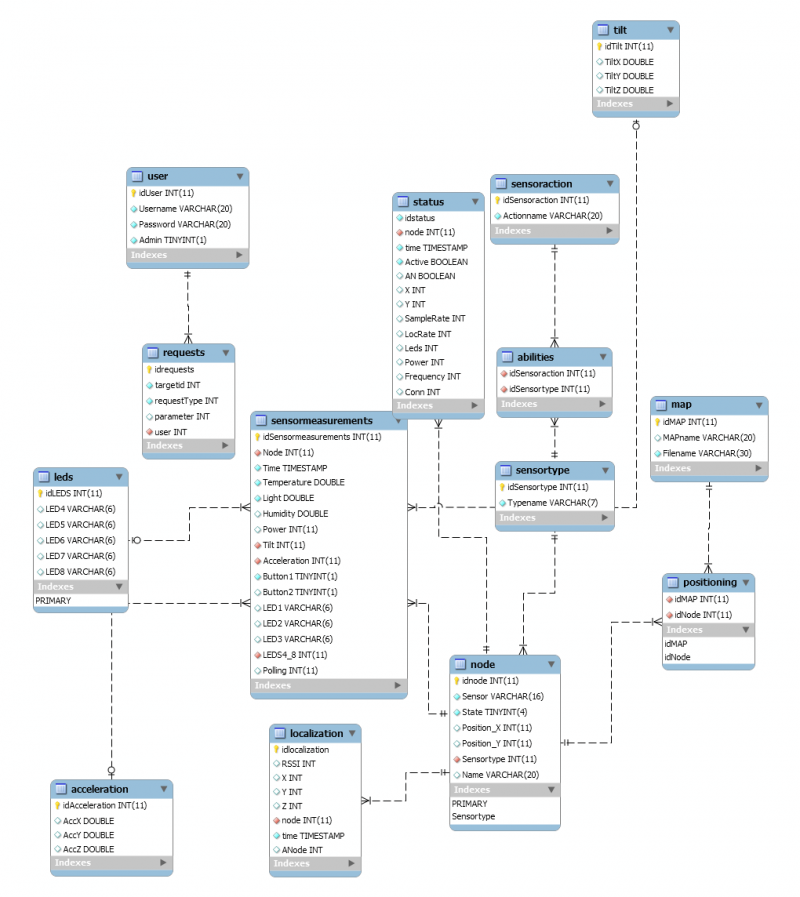 tilt
idTilt INT(11)
TiltX DOUBLE
TiltY DOUBLE
TiltZ DOUBLE
Indexes
user
idUser INT(11)
Username VARCHAR(20)
Password VARCHAR(20)
Admin TINYINT(1)
Indexes
status
idstatus
node INT(11)
time TIMESTAMP
Active BOOLEAN
AN BOOLEAN
X INT
Y INT
SampleRate INT
LocRate INT
Leds INT
Power INT
Frequency INT
Conn INT
Indexes
sensoraction
idSensoraction INT(11)
Actionname VARCHAR(20)
Indexes
requests
idrequests
targetid INT
requestType INT
parameter INT
user INT
Indexes
abilities
idSensoraction INT(11)
idSensortype INT(11)
Indexes
map
idMAP INT(11)
MAPname VARCHAR(20)
Filename VARCHAR(30)
Indexes
sensormeasurements
idSensormeasurements INT(11)
Node INT(11)
Time TIMESTAMP
Temperature DOUBLE
Light DOUBLE
Humidity DOUBLE
Power INT(11)
Tilt INT(11)
Acceleration INT(11)
Button1 TINYINT(1)
Button2 TINYINT(1)
LED1 VARCHAR(6)
LED2 VARCHAR(6)
LED3 VARCHAR(6)
LEDS4_8 INT(11)
Polling INT(11)
Indexes
leds
idLEDS INT(11)
LED4 VARCHAR(6)
LED5 VARCHAR(6)
LED6 VARCHAR(6)
LED7 VARCHAR(6)
LED8 VARCHAR(6)
Indexes
PRIMARY
sensortype
idSensortype INT(11)
Typename VARCHAR(7)
Indexes
positioning
idMAP INT(11)
idNode INT(11)
Indexes
idMAP
idNode
node
idnode INT(11)
Sensor VARCHAR(16)
State TINYINT(4)
Position_X INT(11)
Position_Y INT(11)
Sensortype INT(11)
Name VARCHAR(20)
Indexes
PRIMARY
Sensortype
localization
idlocalization
RSSI INT
X INT
Y INT
Z INT
node INT(11)
time TIMESTAMP
ANode INT
Indexes
acceleration
idAcceleration INT(11)
AccX DOUBLE
AccY DOUBLE
AccZ DOUBLE
Indexes